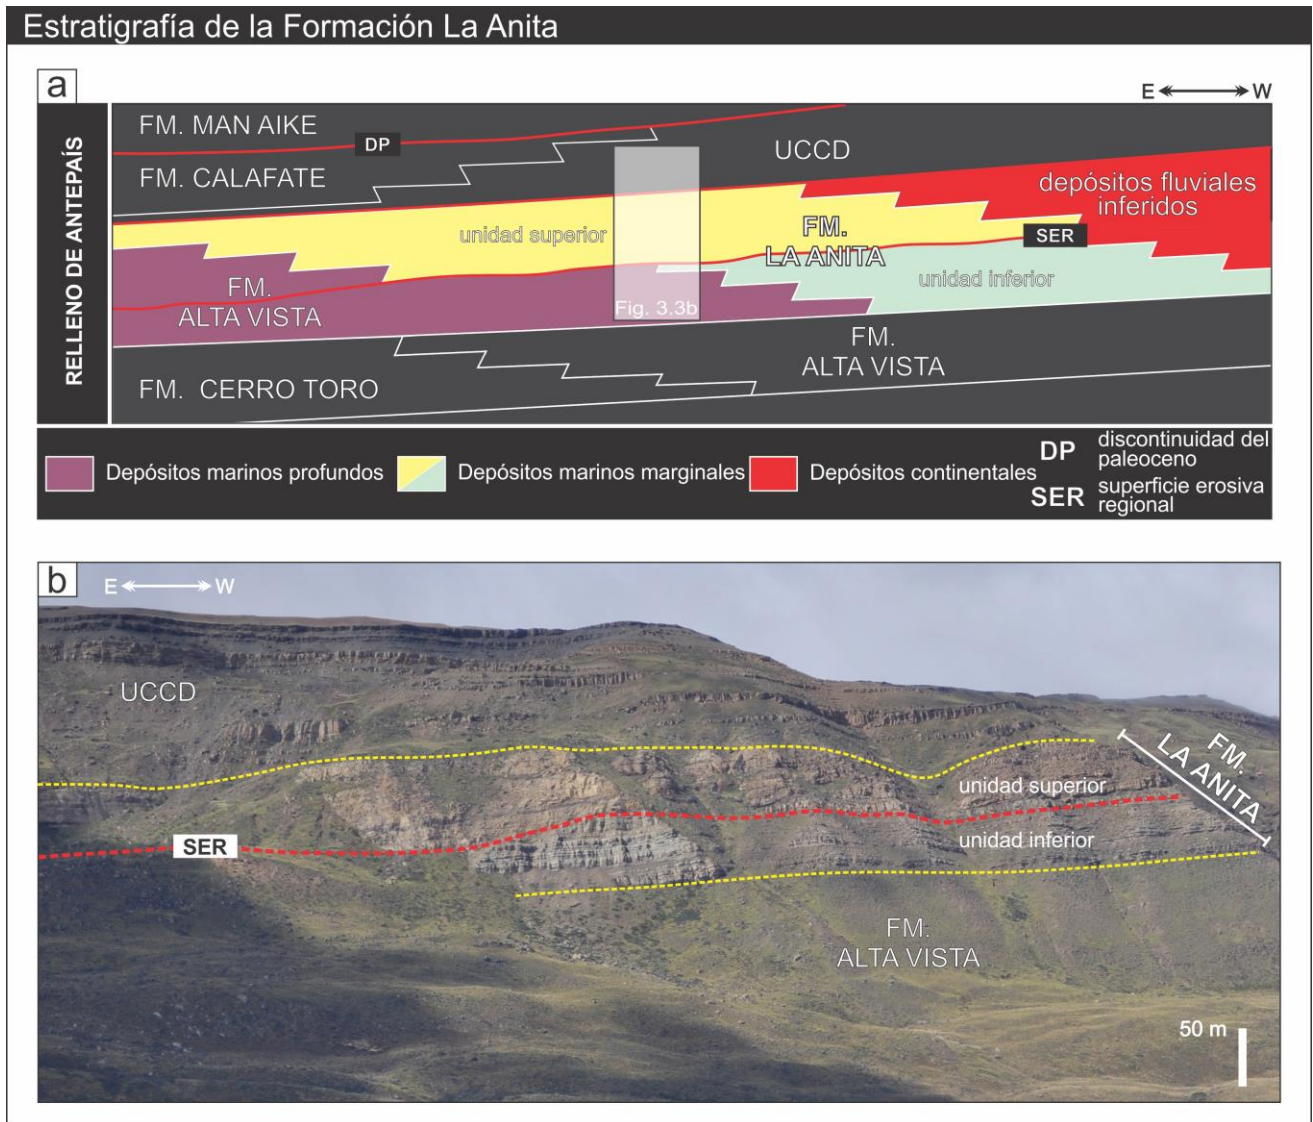 Estratigrafía de la Formación La Anita
a
E W
RELLENO DE ANTEPAÍS
FM. MAN AIKE
DP
FM. CALAFATE
UCCD
depósitos fluviales
inferidos
unidad superior
FM.
LA ANITA
SER
unidad inferior
FM.
ALTA VISTA
Fig. 3.3b
FM.
ALTA VISTA
FM. CERRO TORO
Depósitos marinos profundos
Depósitos marinos marginales
Depósitos continentales
DP discontinuidad del
paleoceno
SER superficie erosiva
regional
b
E W
UCCD
FM.
LA ANITA
unidad superior
SER
unidad inferior
FM.
ALTA VISTA
50 m